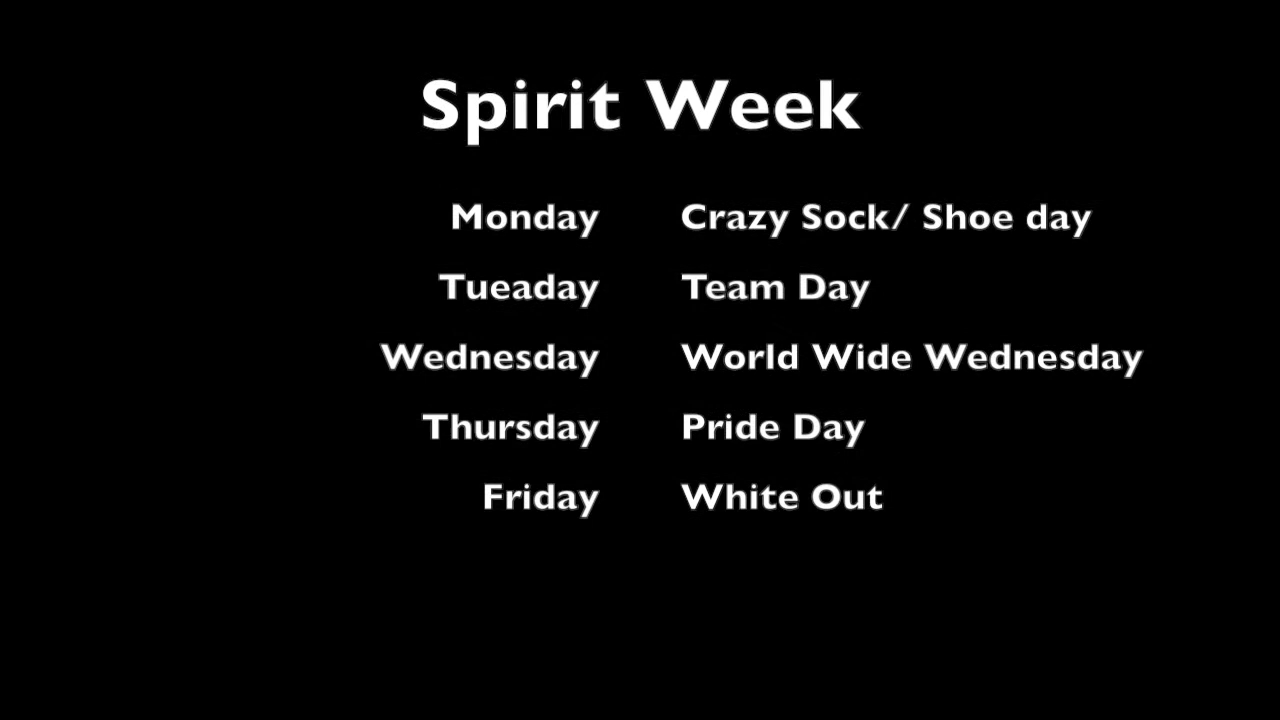 Spirit Week
Monday Crazy Sock/ Shoe day
Tueaday Team Day
Wednesday World Wide Wednesday
Thursday Pride Day
Friday White Out